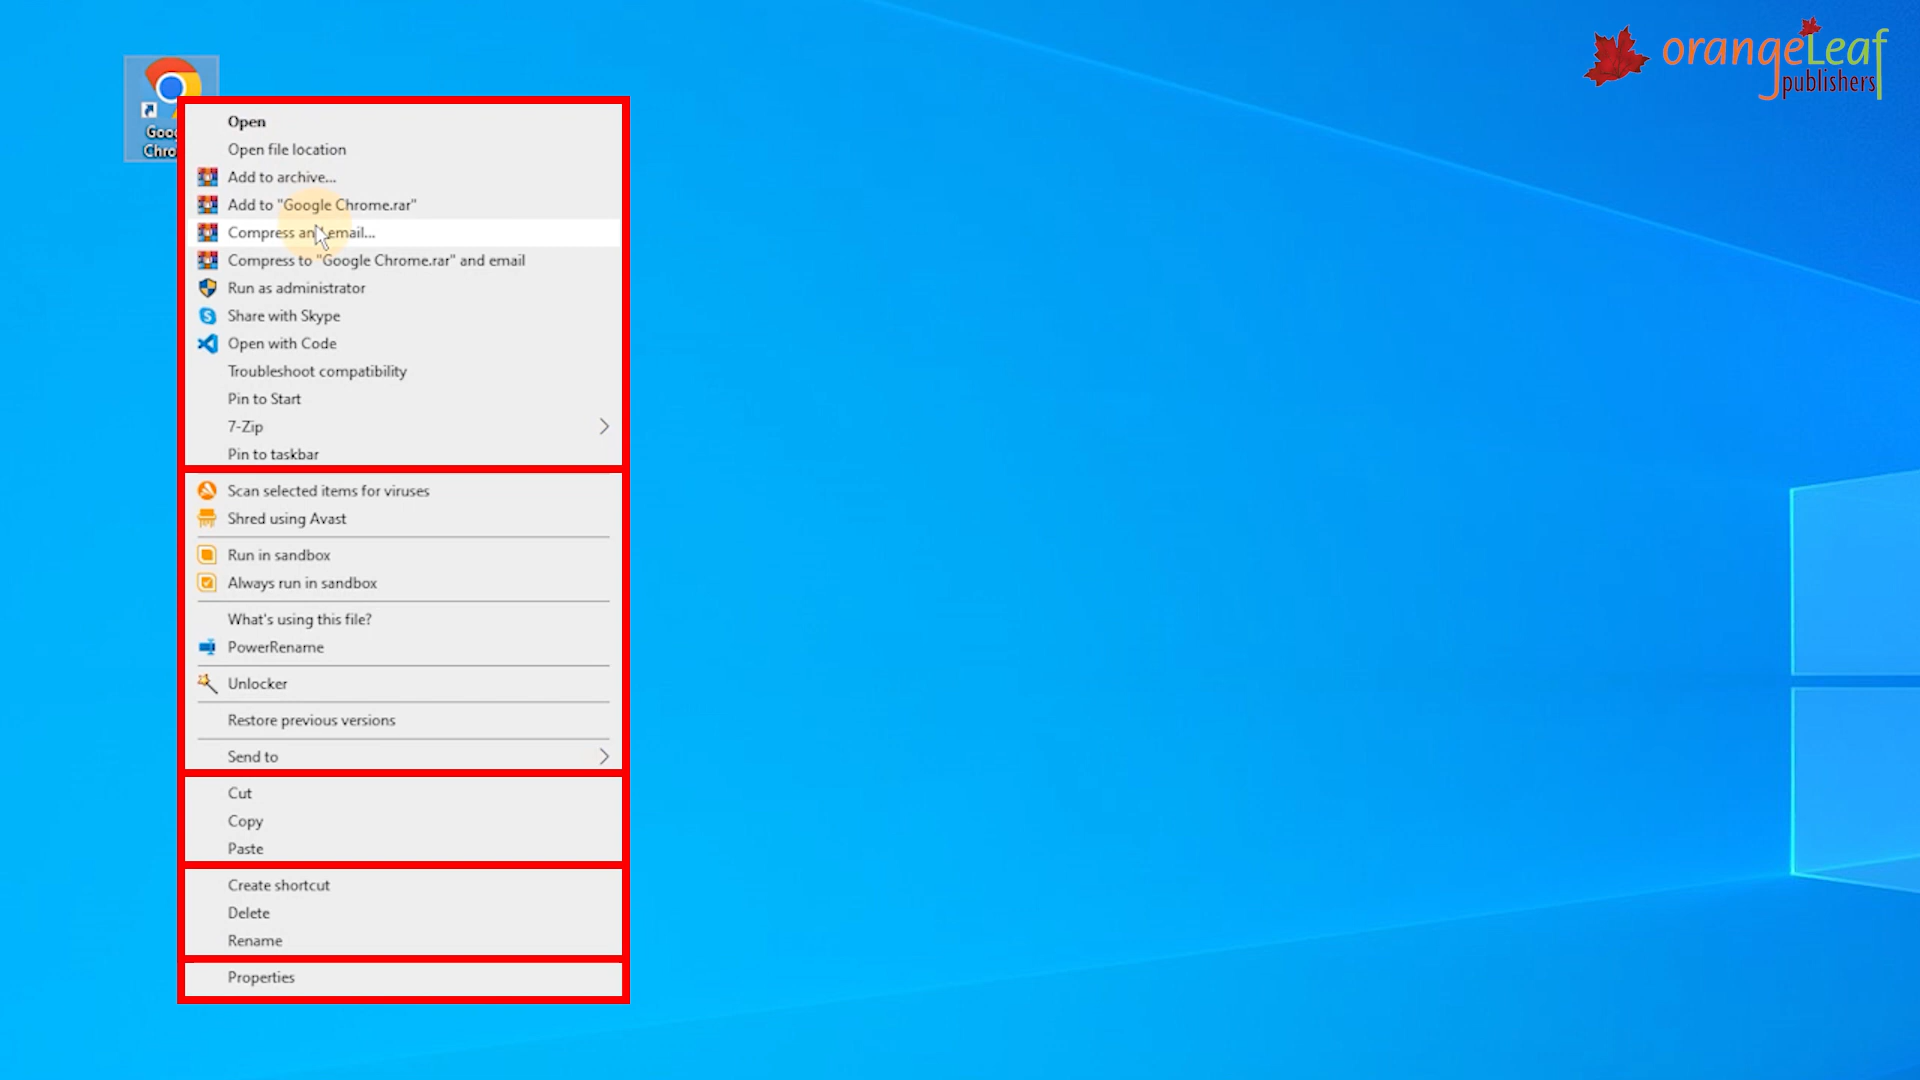 orangeLeaf
publishers
Open
Open file location
Add to archive...
Add to "Google Chrome.rar"
Compress and email...
Compress to "Google Chrome.rar" and email
Run as administrator
Share with Skype
Open with Code
Troubleshoot compatibility
Pin to Start
7-Zip
Pin to taskbar
Scan selected items for viruses
Shred using Avast
Run in sandbox
Always run in sandbox
What's using this file?
PowerRename
Unlocker
Restore previous versions
Send to
Cut
Copy
Paste
Create shortcut
Delete
Rename
Properties